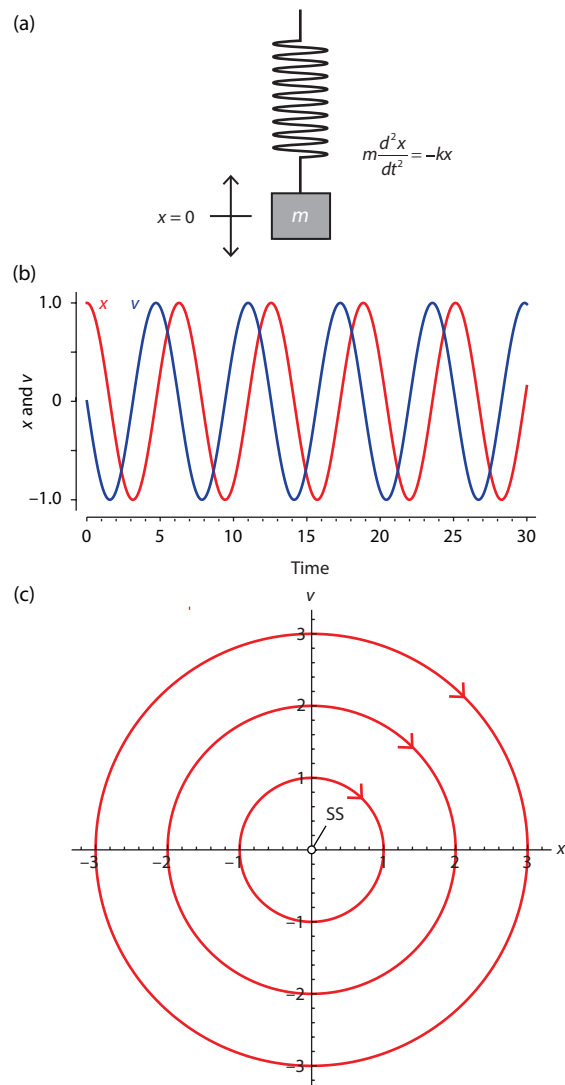 (a)
m d²x/dt² = –kx
x = 0
m
(b)
1.0
x
v
x and v
0
–1.0
0 5 10 15 20 25 30
Time
(c)
v
3
2
1
SS
–3 –2 –1 1 2 3 x
–1
–2
–3